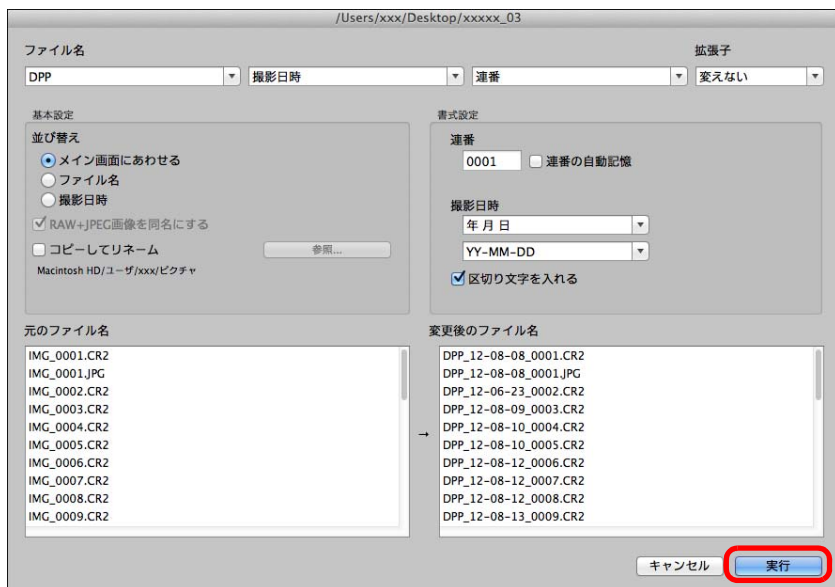 /Users/xxx/Desktop/xxxxx_03
ファイル名
拡張子
DPP
撮影日時
連番
変えない
基本設定
並び替え
メイン画面にあわせる
ファイル名
撮影日時
RAW+JPEG画像を同名にする
コピーしてリネーム
参照...
Macintosh HD/ユーザ/xxx/ピクチャ
書式設定
連番
0001
連番の自動記憶
撮影日時
年月日
YY-MM-DD
区切り文字を入れる
元のファイル名
IMG_0001.CR2
IMG_0001.JPG
IMG_0002.CR2
IMG_0003.CR2
IMG_0004.CR2
IMG_0005.CR2
IMG_0006.CR2
IMG_0007.CR2
IMG_0008.CR2
IMG_0009.CR2
→
変更後のファイル名
DPP_12-08-08_0001.CR2
DPP_12-08-08_0001.JPG
DPP_12-06-23_0002.CR2
DPP_12-08-09_0003.CR2
DPP_12-08-10_0004.CR2
DPP_12-08-10_0005.CR2
DPP_12-08-12_0006.CR2
DPP_12-08-12_0007.CR2
DPP_12-08-12_0008.CR2
DPP_12-08-13_0009.CR2
キャンセル
実行